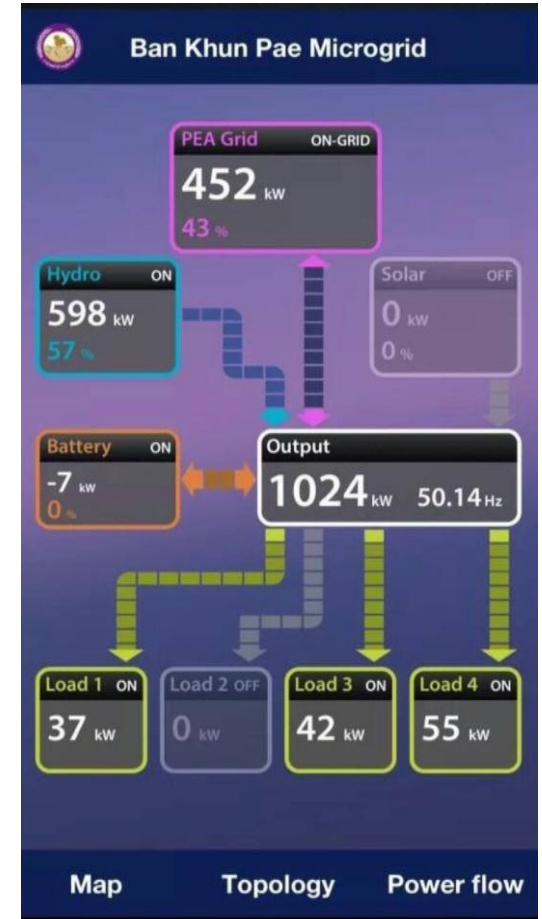 Ban Khun Pae Microgrid
PEA Grid ON-GRID
452 kW
43 %
Hydro ON
598 kW
57 %
Solar OFF
0 kW
0 %
Battery ON
-7 kW
0 %
Output
1024 kW 50.14 Hz
Load 1 ON
37 kW
Load 2 OFF
0 kW
Load 3 ON
42 kW
Load 4 ON
55 kW
Map Topology Power flow